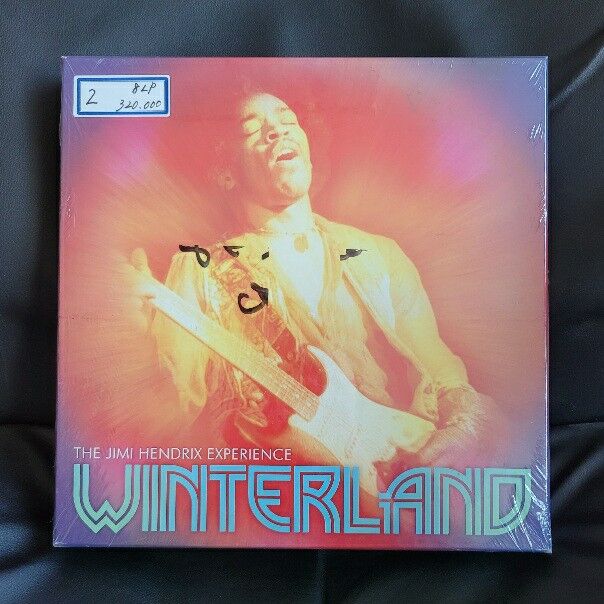 2
8LP
320.000
THE JIMI HENDRIX EXPERIENCE
WINTERLAND